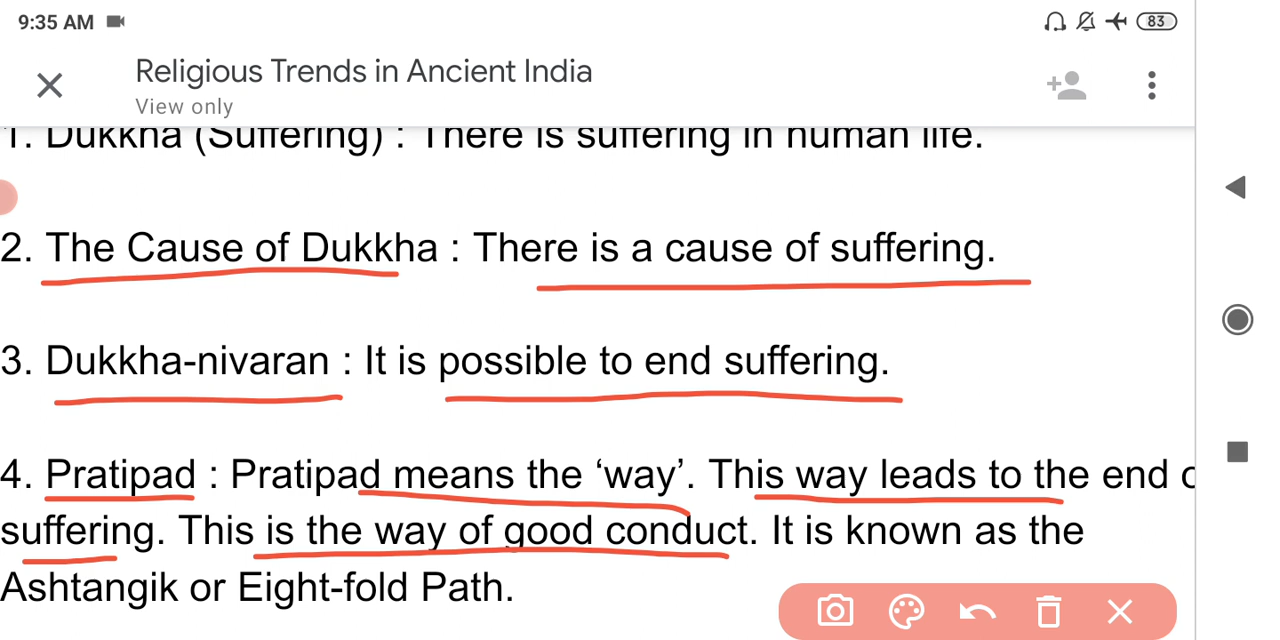 9:35 AM
83
Religious Trends in Ancient India
View only
1. Dukkha (Suffering) : There is suffering in human life.
2. The Cause of Dukkha : There is a cause of suffering.
3. Dukkha-nivaran : It is possible to end suffering.
4. Pratipad : Pratipad means the ‘way’. This way leads to the end
suffering. This is the way of good conduct. It is known as the
Ashtangik or Eight-fold Path.